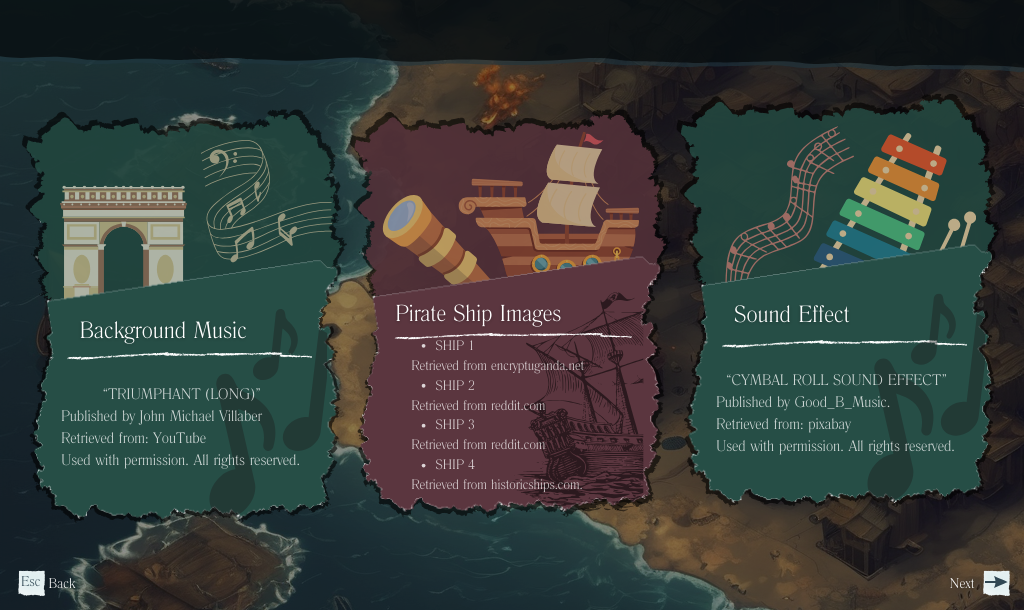 Background Music
“TRIUMPHANT (LONG)”
Published by John Michael Villaber
Retrieved from: YouTube
Used with permission. All rights reserved.
Pirate Ship Images
• SHIP 1
Retrieved from encryptuganda.net
• SHIP 2
Retrieved from reddit.com
• SHIP 3
Retrieved from reddit.com
• SHIP 4
Retrieved from historicships.com.
Sound Effect
“CYMBAL ROLL SOUND EFFECT”
Published by Good_B_Music.
Retrieved from: pixabay
Used with permission. All rights reserved.
Esc Back
Next